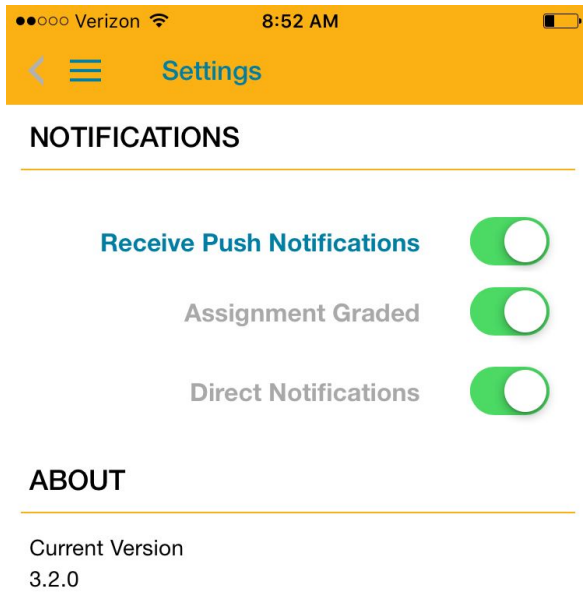 Verizon 8:52 AM
Settings
NOTIFICATIONS
Receive Push Notifications
Assignment Graded
Direct Notifications
ABOUT
Current Version
3.2.0